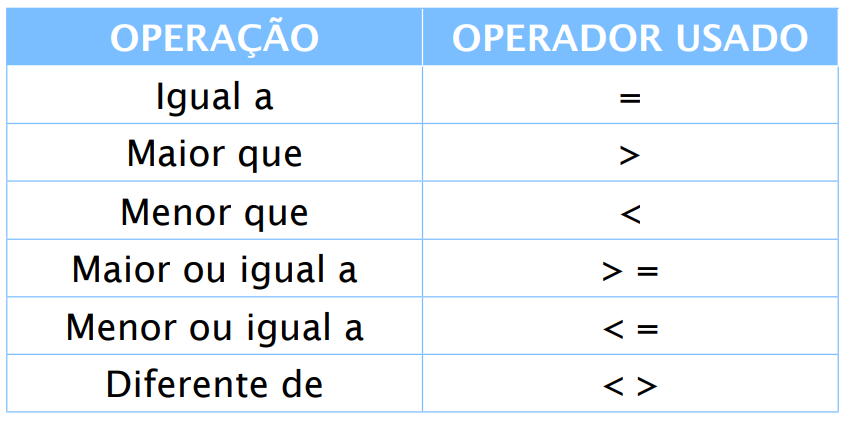 OPERAÇÃO OPERADOR USADO
Igual a =
Maior que >
Menor que <
Maior ou igual a > =
Menor ou igual a < =
Diferente de < >